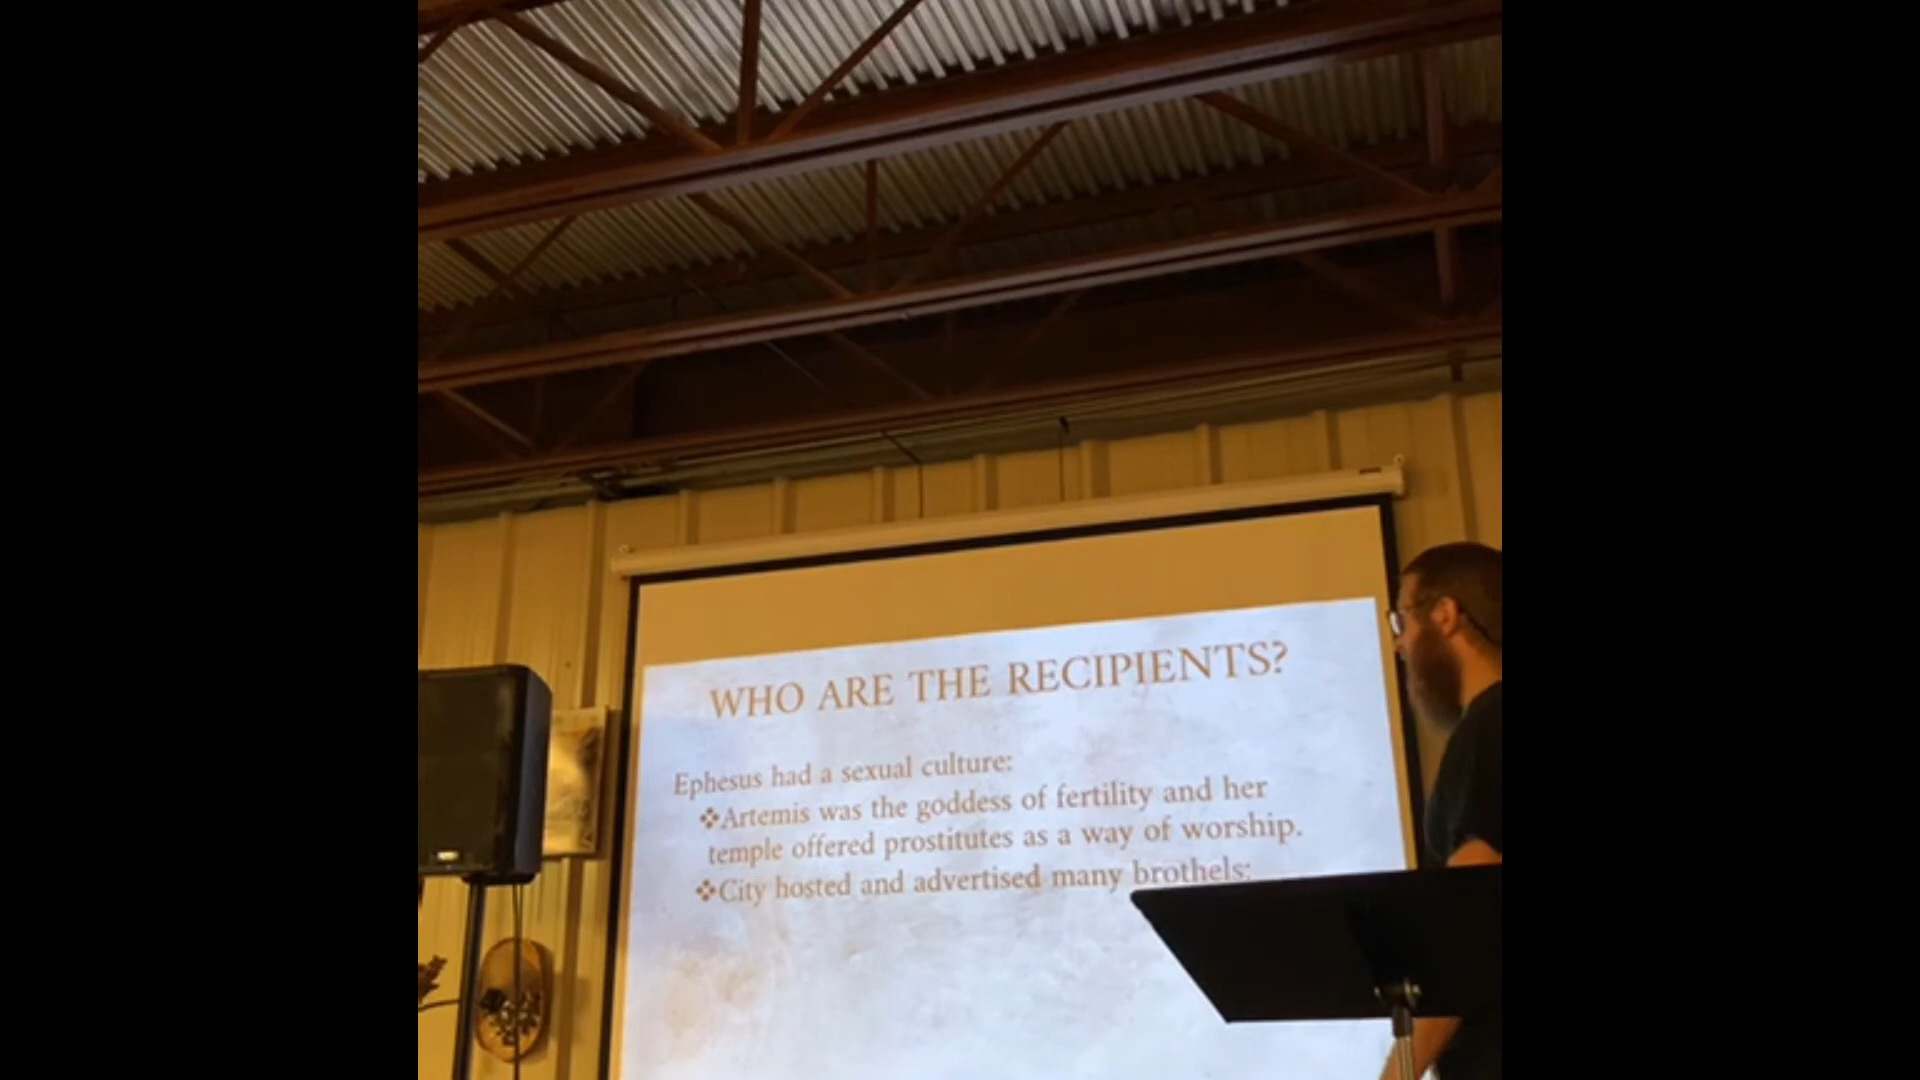 WHO ARE THE RECIPIENTS?
Ephesus had a sexual culture:
❖Artemis was the goddess of fertility and her
temple offered prostitutes as a way of worship.
❖City hosted and advertised many brothels: